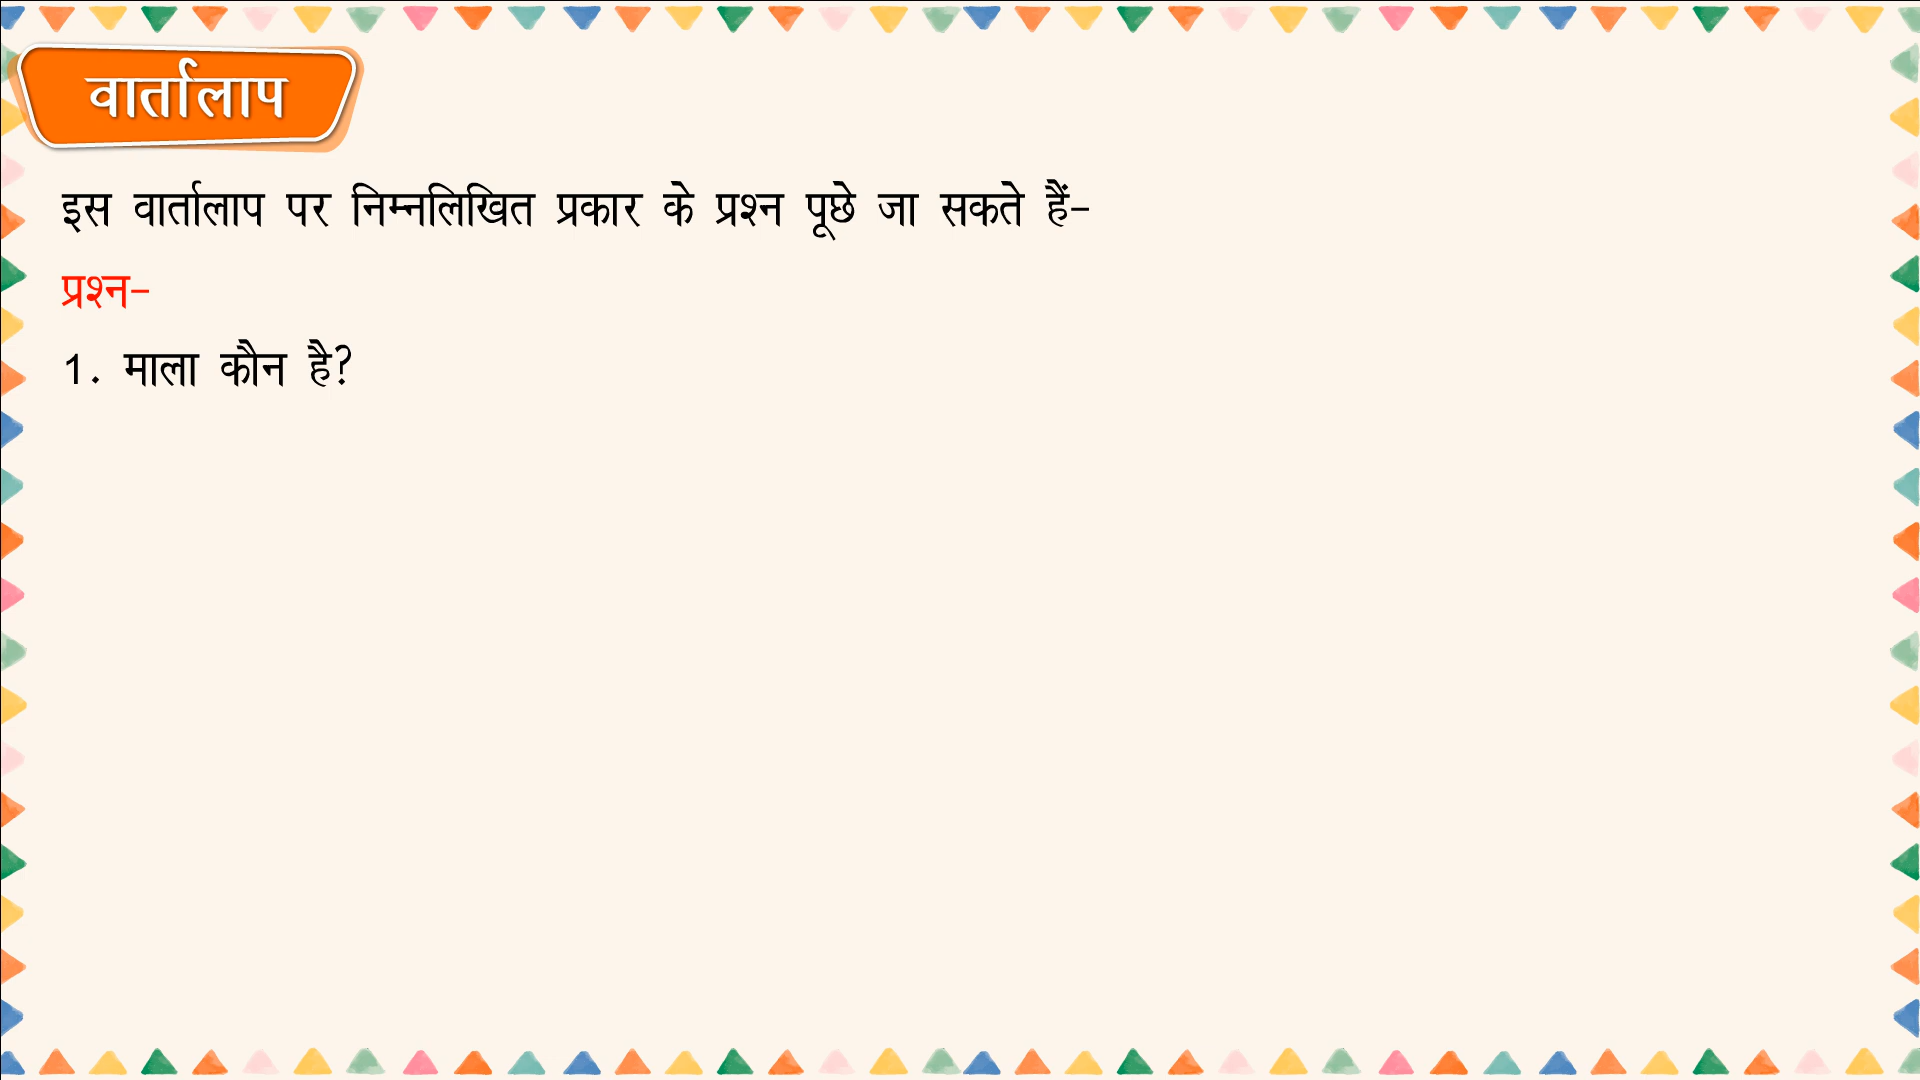 वार्तालाप
इस वार्तालाप पर निम्नलिखित प्रकार के प्रश्न पूछे जा सकते हैं-
प्रश्न-
1. माला कौन है?